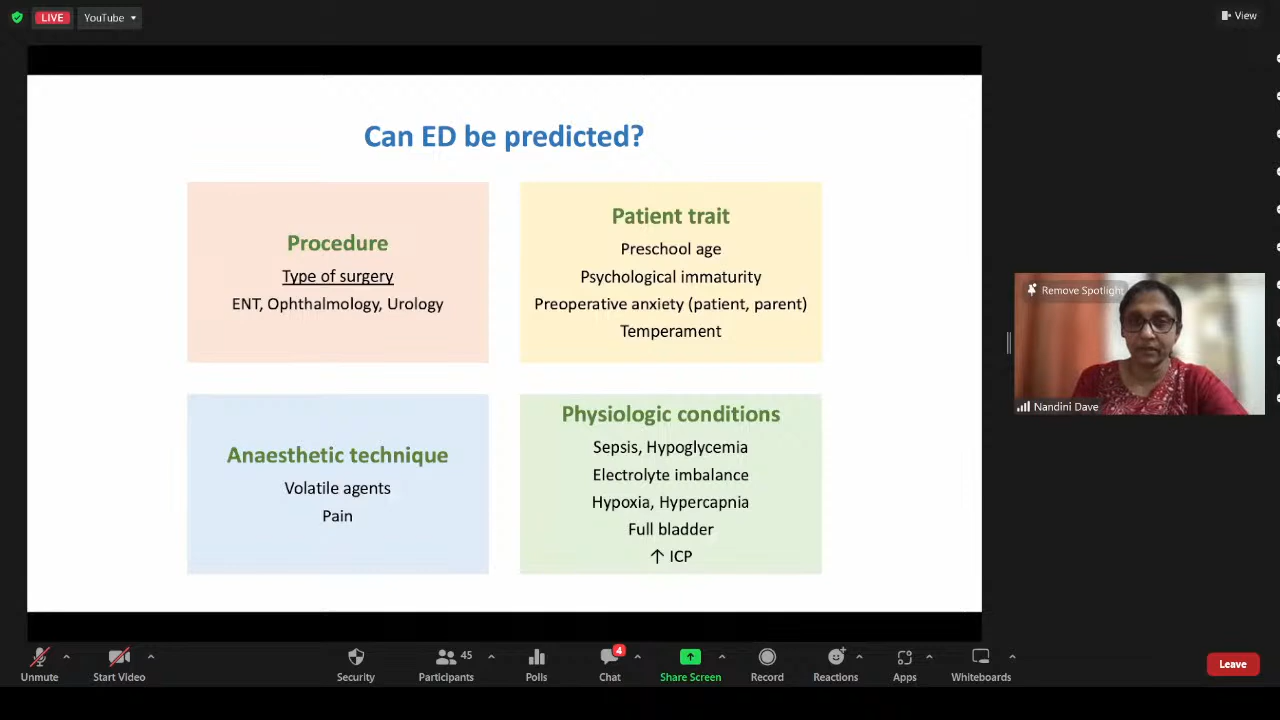 LIVE
YouTube
View
Can ED be predicted?
Procedure
Type of surgery
ENT, Ophthalmology, Urology
Patient trait
Preschool age
Psychological immaturity
Preoperative anxiety (patient, parent)
Temperament
Anaesthetic technique
Volatile agents
Pain
Physiologic conditions
Sepsis, Hypoglycemia
Electrolyte imbalance
Hypoxia, Hypercapnia
Full bladder
↑ ICP
Remove Spotlight
Nandini Dave
Unmute
Start Video
Security
45
Participants
Polls
4
Chat
Share Screen
Record
Reactions
Apps
Whiteboards
Leave